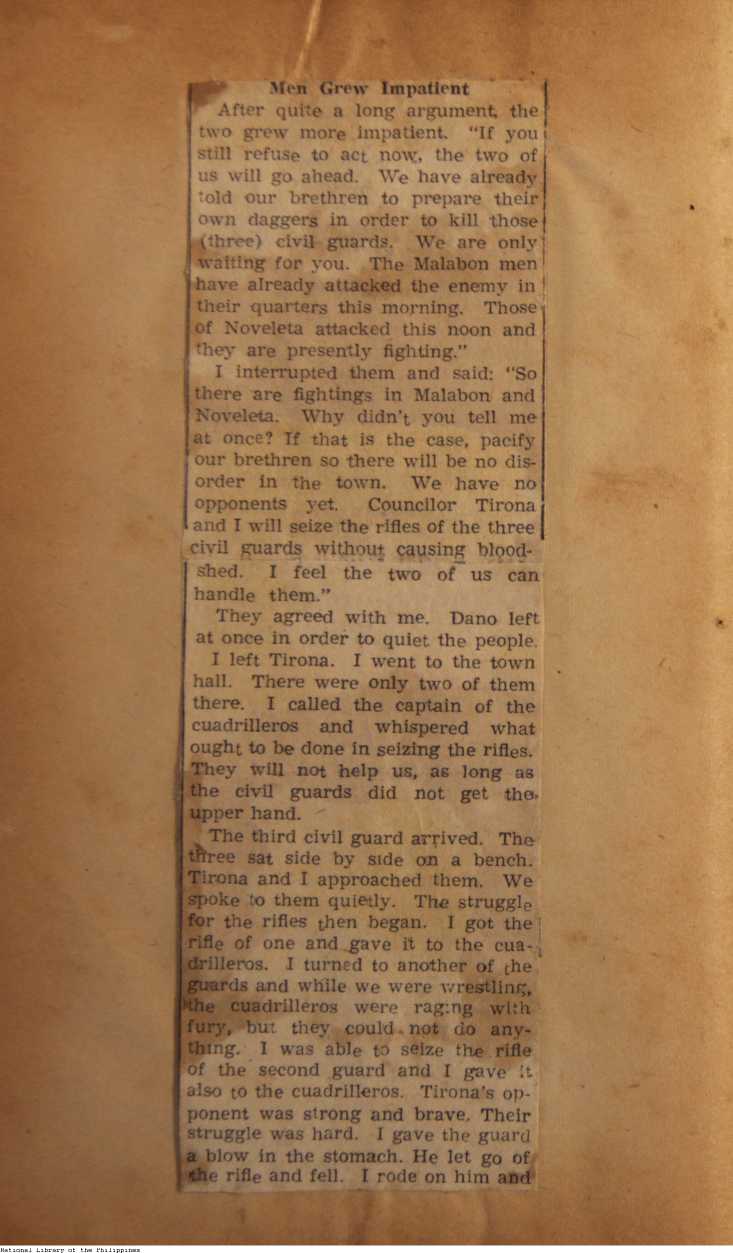 Men Grew Impatient
After quite a long argument, the
two grew more impatient. "If you
still refuse to act now, the two of
us will go ahead. We have already
told our brethren to prepare their
own daggers in order to kill those
(three) civil guards. We are only
waiting for you. The Malabon men
have already attacked the enemy in
their quarters this morning. Those
of Noveleta attacked this noon and
they are presently fighting."
I interrupted them and said: "So
there are fightings in Malabon and
Noveleta. Why didn't you tell me
at once? If that is the case, pacify
our brethren so there will be no dis-
order in the town. We have no
opponents yet. Councilor Tirona
and I will seize the rifles of the three
civil guards without causing blood-
shed. I feel the two of us can
handle them."
They agreed with me. Dano left
at once in order to quiet the people.
I left Tirona. I went to the town
hall. There were only two of them
there. I called the captain of the
cuadrilleros and whispered what
ought to be done in seizing the rifles.
They will not help us, as long as
the civil guards did not get the
upper hand.
The third civil guard arrived. The
three sat side by side on a bench.
Tirona and I approached them. We
spoke to them quietly. The struggle
for the rifles then began. I got the
rifle of one and gave it to the cua-
drilleros. I turned to another of the
guards and while we were wrestling,
the cuadrilleros were raging with
fury, but they could not do any-
thing. I was able to seize the rifle
of the second guard and I gave it
also to the cuadrilleros. Tirona's op-
ponent was strong and brave. Their
struggle was hard. I gave the guard
a blow in the stomach. He let go of
the rifle and fell. I rode on him and
National Library of the Philippines